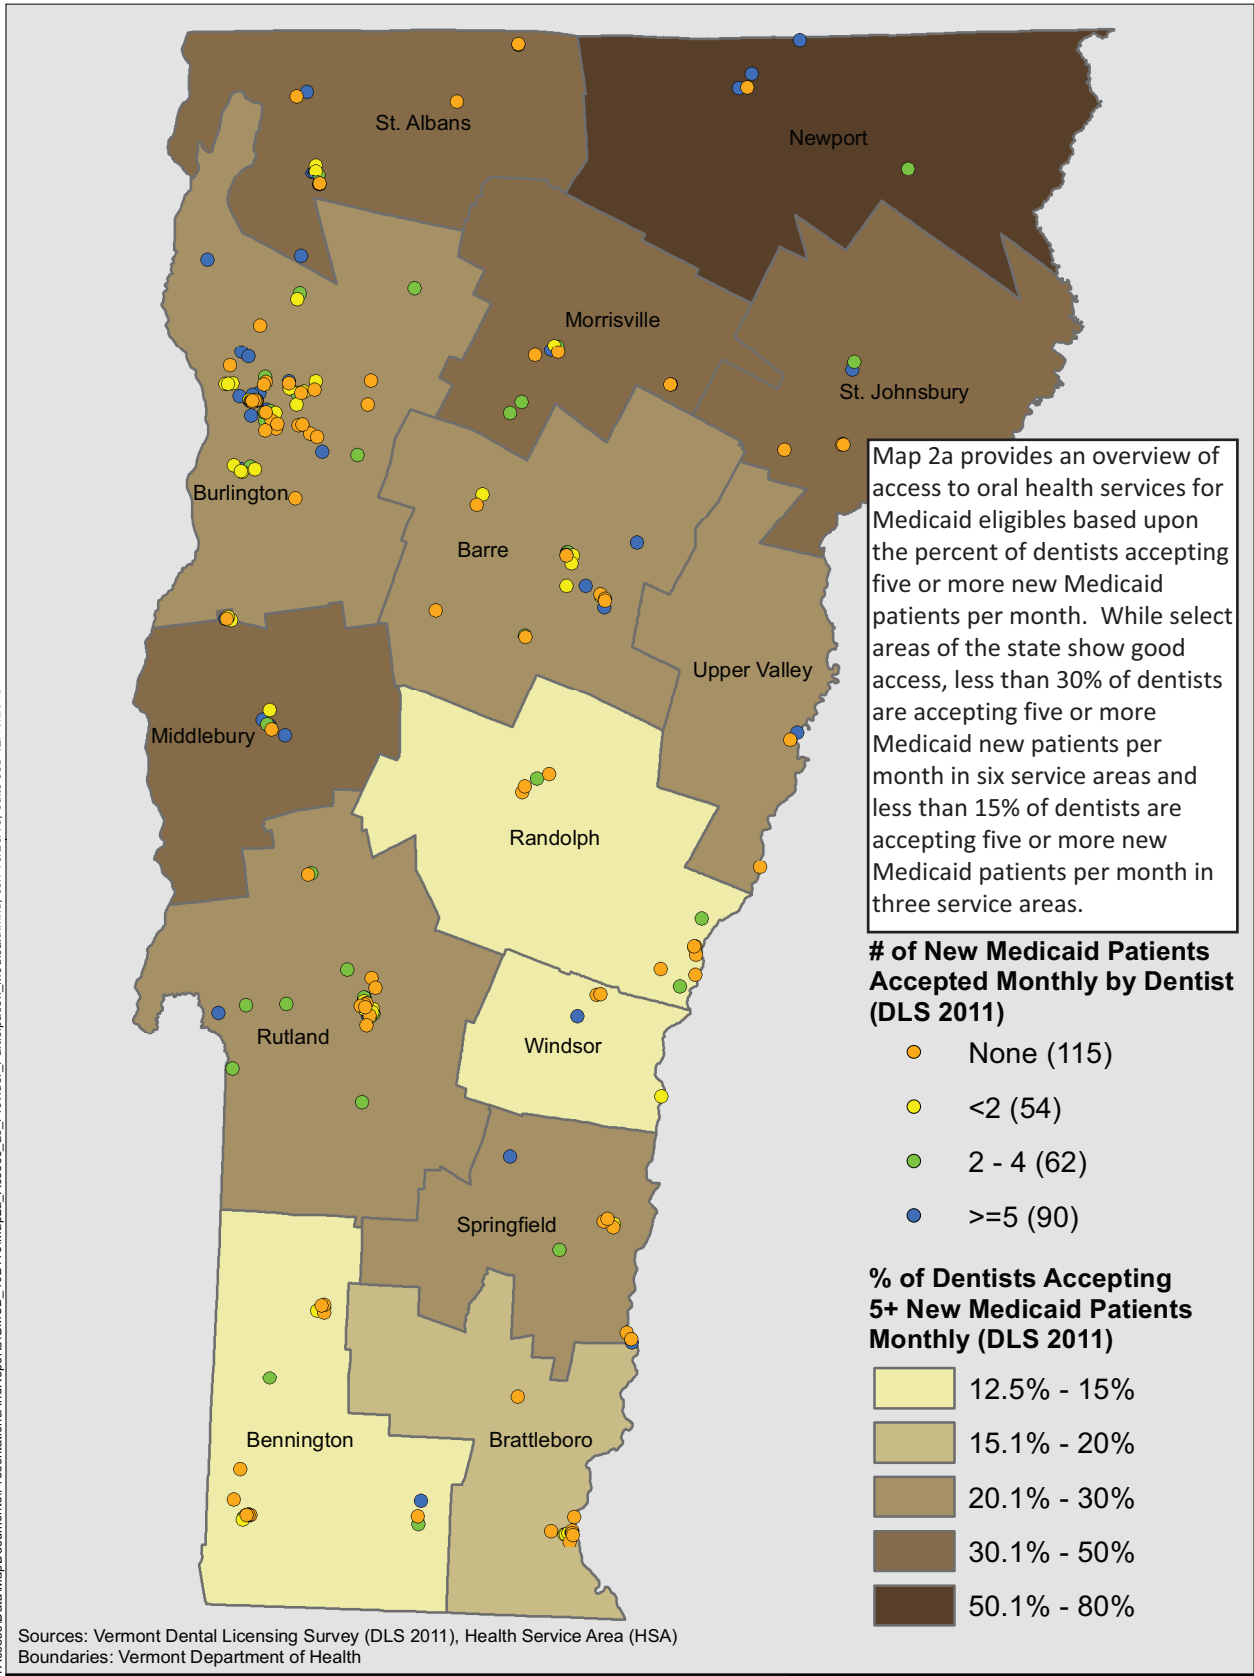 St. Albans
Newport
Morrisville
St. Johnsbury
Map 2a provides an overview of
access to oral health services for
Medicaid eligibles based upon
the percent of dentists accepting
five or more new Medicaid
patients per month.  While select
areas of the state show good
access, less than 30% of dentists
are accepting five or more
Medicaid new patients per
month in six service areas and
less than 15% of dentists are
accepting five or more new
Medicaid patients per month in
three service areas.
Burlington
Barre
Upper Valley
Middlebury
Randolph
Rutland
Windsor
Springfield
Bennington
Brattleboro
# of New Medicaid Patients
Accepted Monthly by Dentist
(DLS 2011)
None (115)
<2 (54)
2 - 4 (62)
>=5 (90)
% of Dentists Accepting
5+ New Medicaid Patients
Monthly (DLS 2011)
12.5% - 15%
15.1% - 20%
20.1% - 30%
30.1% - 50%
50.1% - 80%
Sources: Vermont Dental Licensing Survey (DLS 2011), Health Service Area (HSA)
Boundaries: Vermont Department of Health